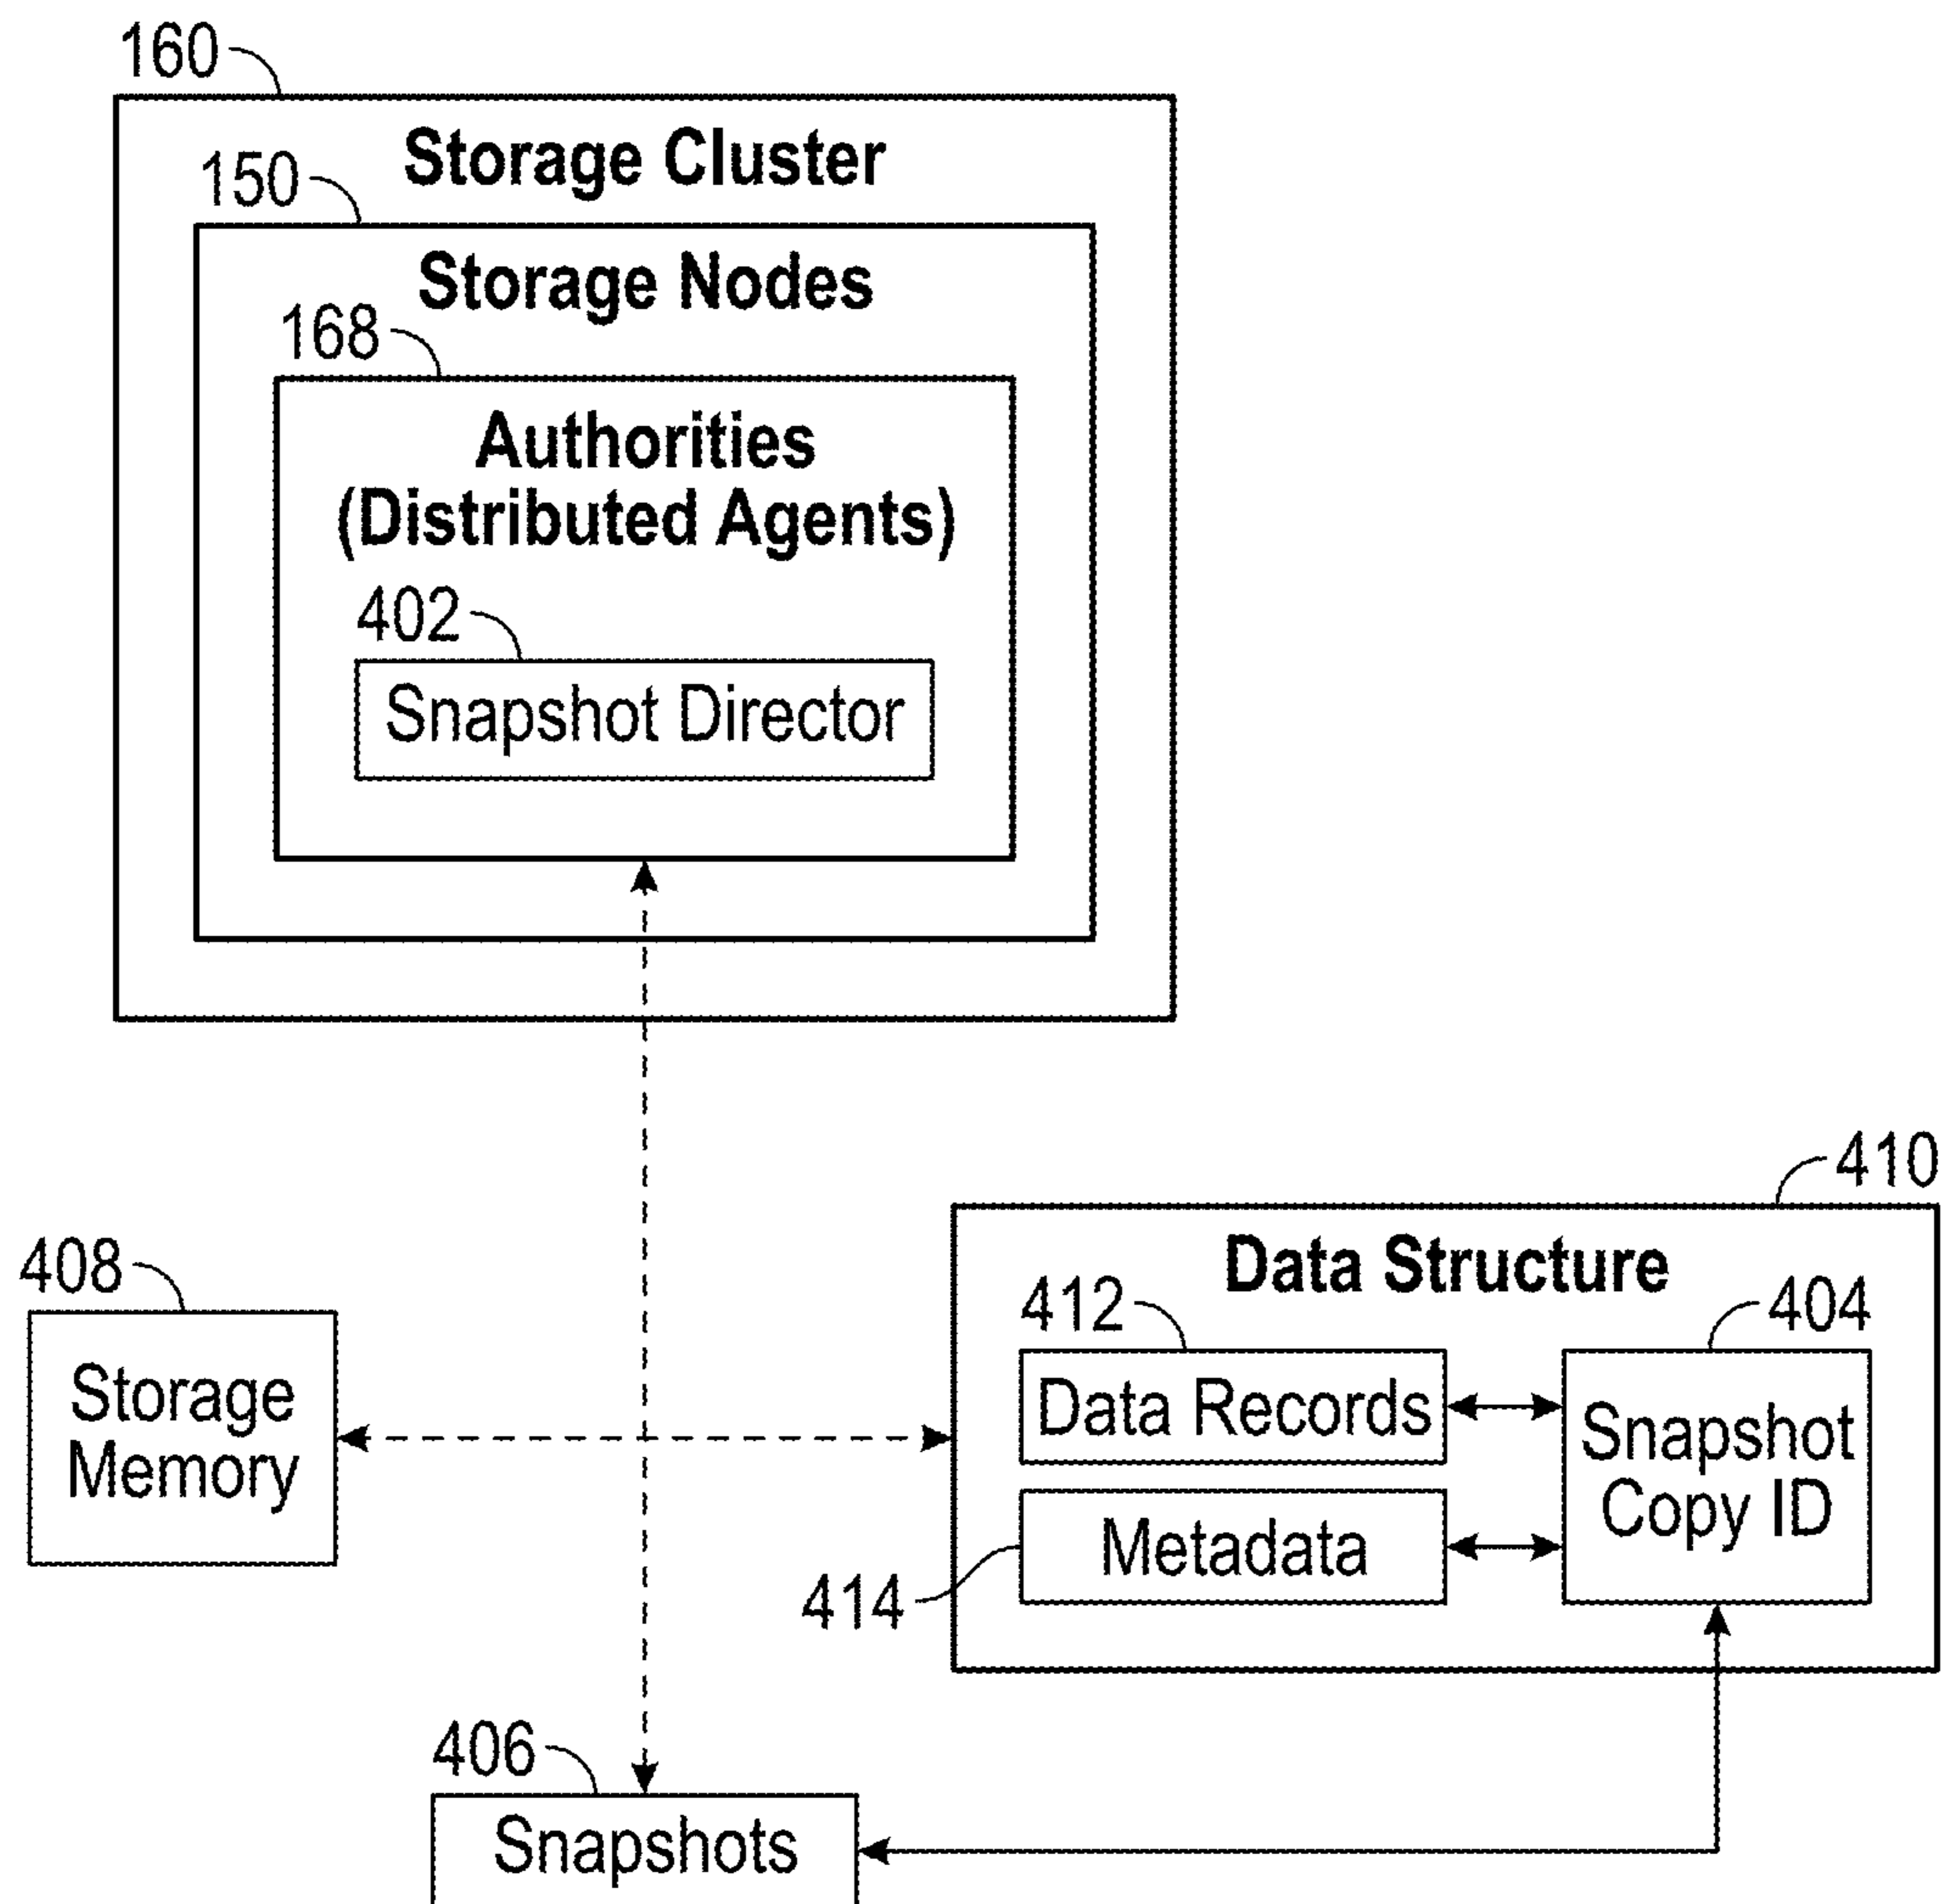 160
Storage Cluster
150
Storage Nodes
168
Authorities
(Distributed Agents)
402
Snapshot Director
410
Data Structure
408
Storage
Memory
412
404
Data Records
Snapshot
Copy ID
Metadata
414
406
Snapshots